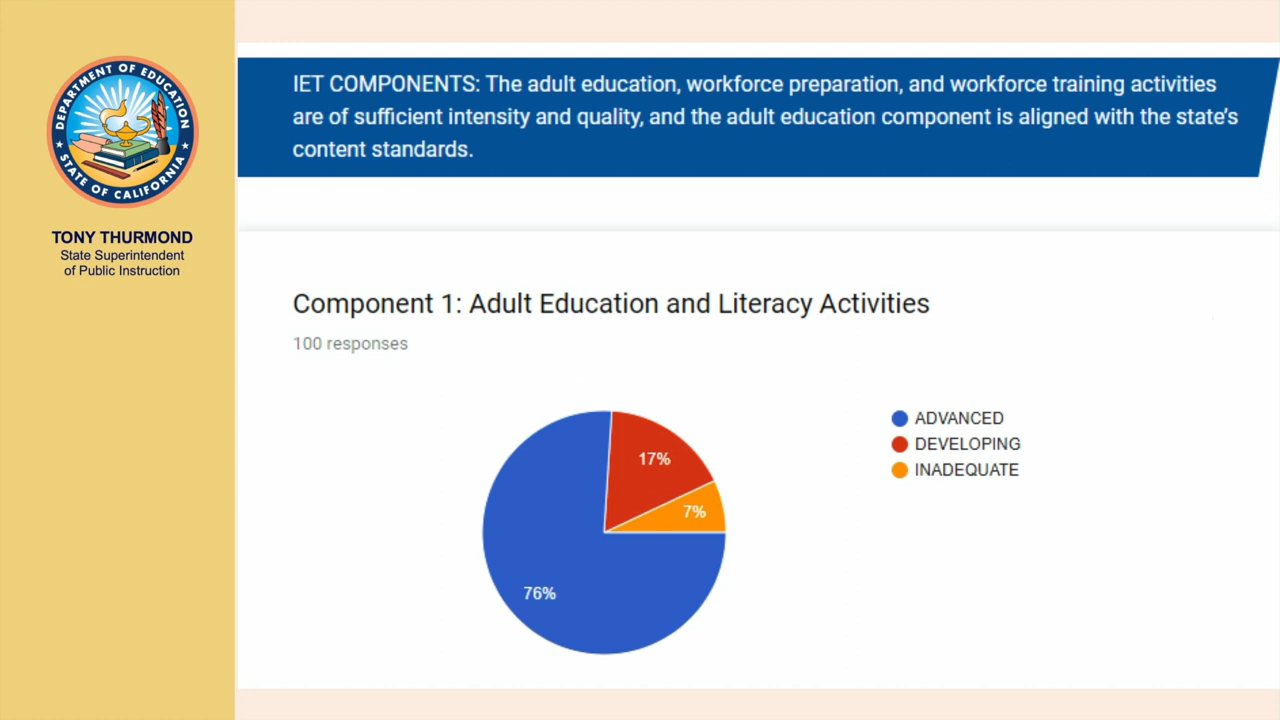 DEPARTMENT OF EDUCATION
STATE OF CALIFORNIA
TONY THURMOND
State Superintendent
of Public Instruction
IET COMPONENTS: The adult education, workforce preparation, and workforce training activities
are of sufficient intensity and quality, and the adult education component is aligned with the state's
content standards.
Component 1: Adult Education and Literacy Activities
100 responses
17%
7%
76%
ADVANCED
DEVELOPING
INADEQUATE